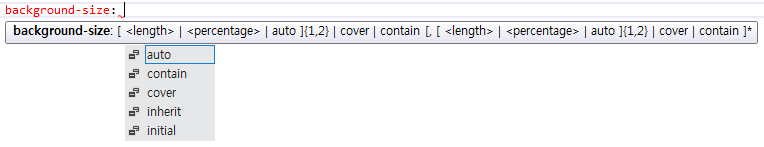 background-size:
background-size: [ <length> | <percentage> | auto ]{1,2} | cover | contain [, [ <length> | <percentage> | auto ]{1,2} | cover | contain ]*
auto
contain
cover
inherit
initial